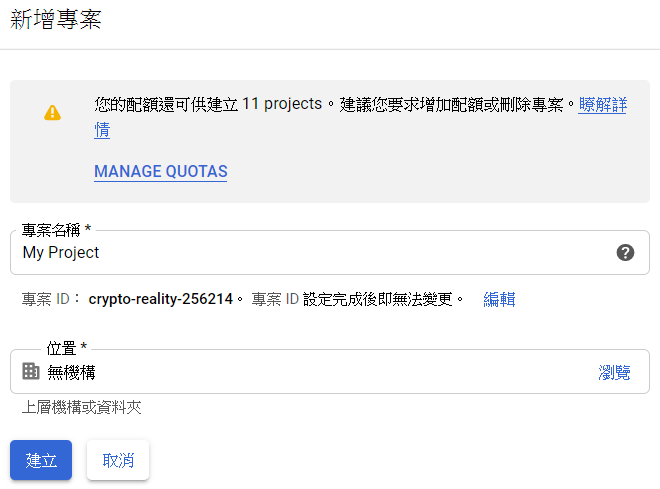 新增專案
您的配額還可供建立 11 projects。建議您要求增加配額或刪除專案。瞭解詳
情
MANAGE QUOTAS
專案名稱 *
My Project
專案 ID： crypto-reality-256214。 專案 ID 設定完成後即無法變更。 編輯
位置 *
無機構 瀏覽
上層機構或資料夾
建立 取消